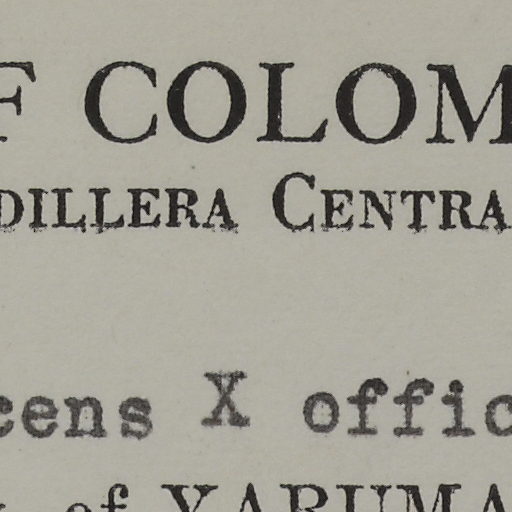 F COLOM
DILLERA CENTRA
cens X offic
of YARUMA